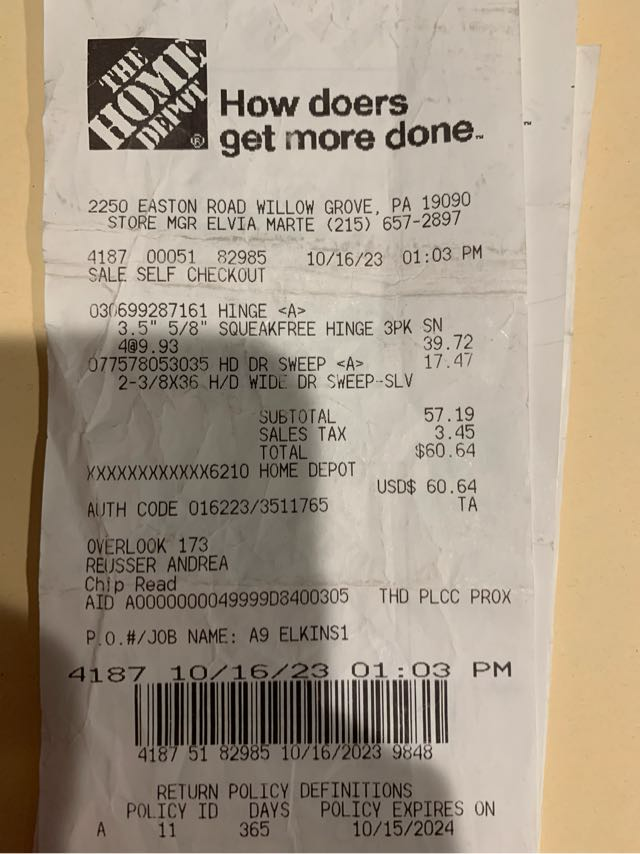 THE
HOME
DEPOT®
How doers
get more done™
2250 EASTON ROAD WILLOW GROVE, PA 19090
STORE MGR ELVIA MARTE (215) 657-2897
4187 00051 82985 10/16/23 01:03 PM
SALE SELF CHECKOUT
030699287161 HINGE <A>
3.5" 5/8" SQUEAKFREE HINGE 3PK SN
4@9.93 39.72
077578053035 HD DR SWEEP <A> 17.47
2-3/8X36 H/D WIDE DR SWEEP-SLV
SUBTOTAL 57.19
SALES TAX 3.45
TOTAL $60.64
XXXXXXXXXXXX6210 HOME DEPOT
USD$ 60.64
AUTH CODE 016223/3511765 TA
OVERLOOK 173
REUSSER ANDREA
Chip Read
AID A0000000049999D8400305 THD PLCC PROX
P.O.#/JOB NAME: A9 ELKINS1
4187 10/16/23 01:03 PM
4187 51 82985 10/16/2023 9848
RETURN POLICY DEFINITIONS
POLICY ID DAYS POLICY EXPIRES ON
A 11 365 10/15/2024